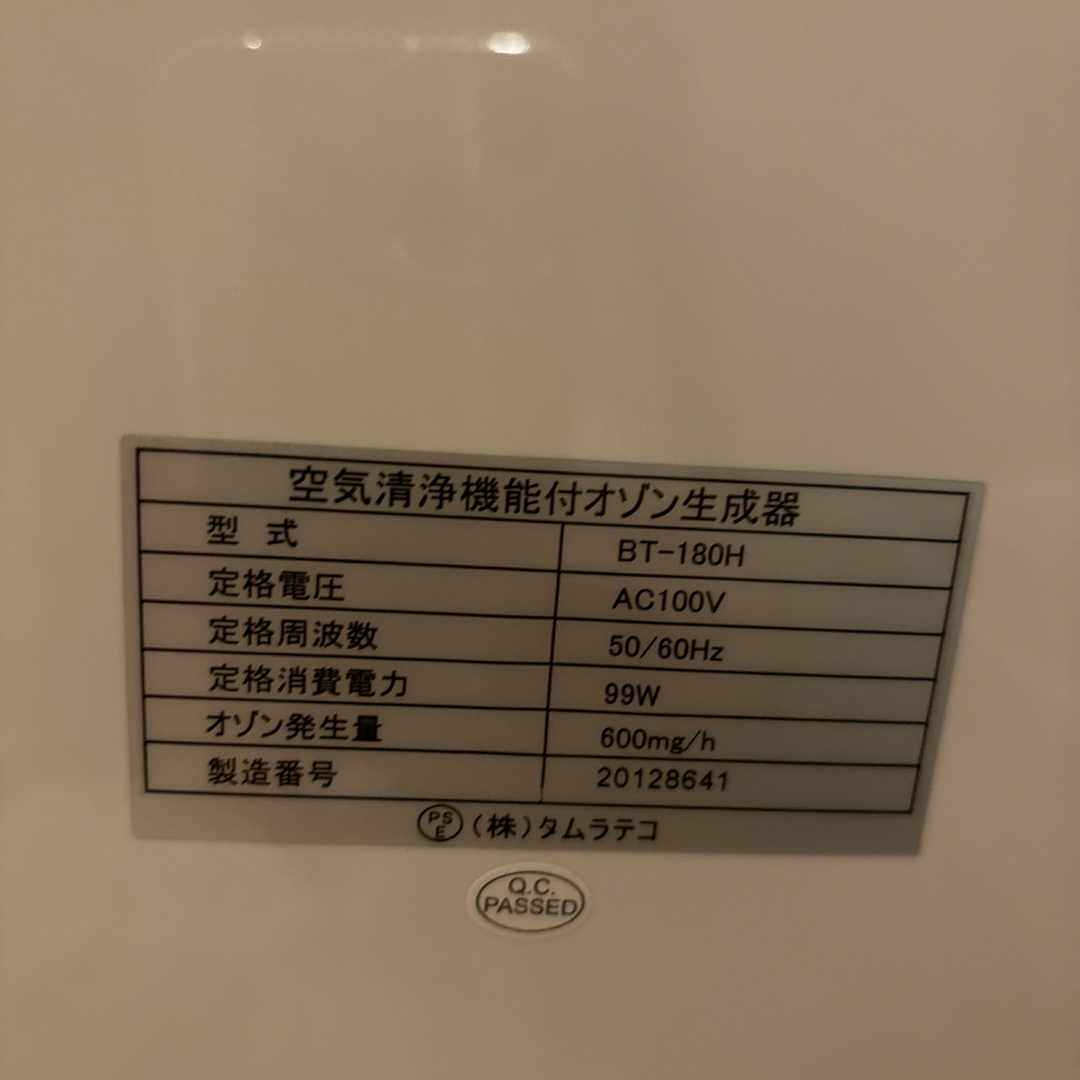 空気清浄機能付オゾン生成器
型 式 BT-180H
定格電圧 AC100V
定格周波数 50/60Hz
定格消費電力 99W
オゾン発生量 600mg/h
製造番号 20128641
PSE (株)タムラテコ
Q.C.
PASSED